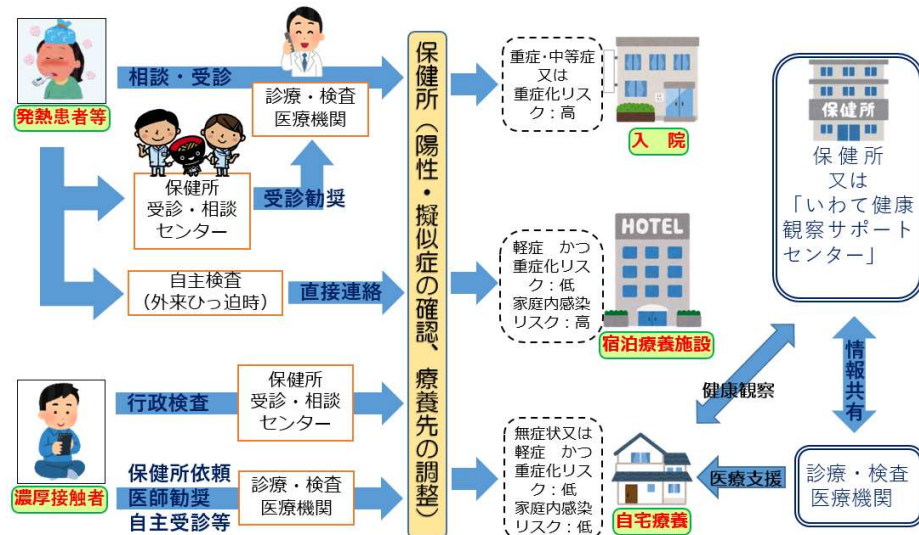 発熱患者等
相談・受診
診療・検査
医療機関
保健所
受診・相談
センター
受診勧奨
自主検査
（外来ひっ迫時）
直接連絡
濃厚接触者
行政検査
保健所
受診・相談
センター
保健所依頼
医師勧奨
自主受診等
診療・検査
医療機関
保健所（陽性・擬似症の確認、療養先の調整）
重症・中等症
又は
重症化リスク
：高
入　院
軽症　かつ
重症化リス
ク：低
家庭内感染
リスク：高
HOTEL
宿泊療養施設
無症状又は
軽症　かつ
重症化リス
ク：低
家庭内感染
リスク：低
自宅療養
保健所
保健所
又は
「いわて健康
観察サポート
センター」
健康観察
情報共有
医療支援
診療・検査
医療機関